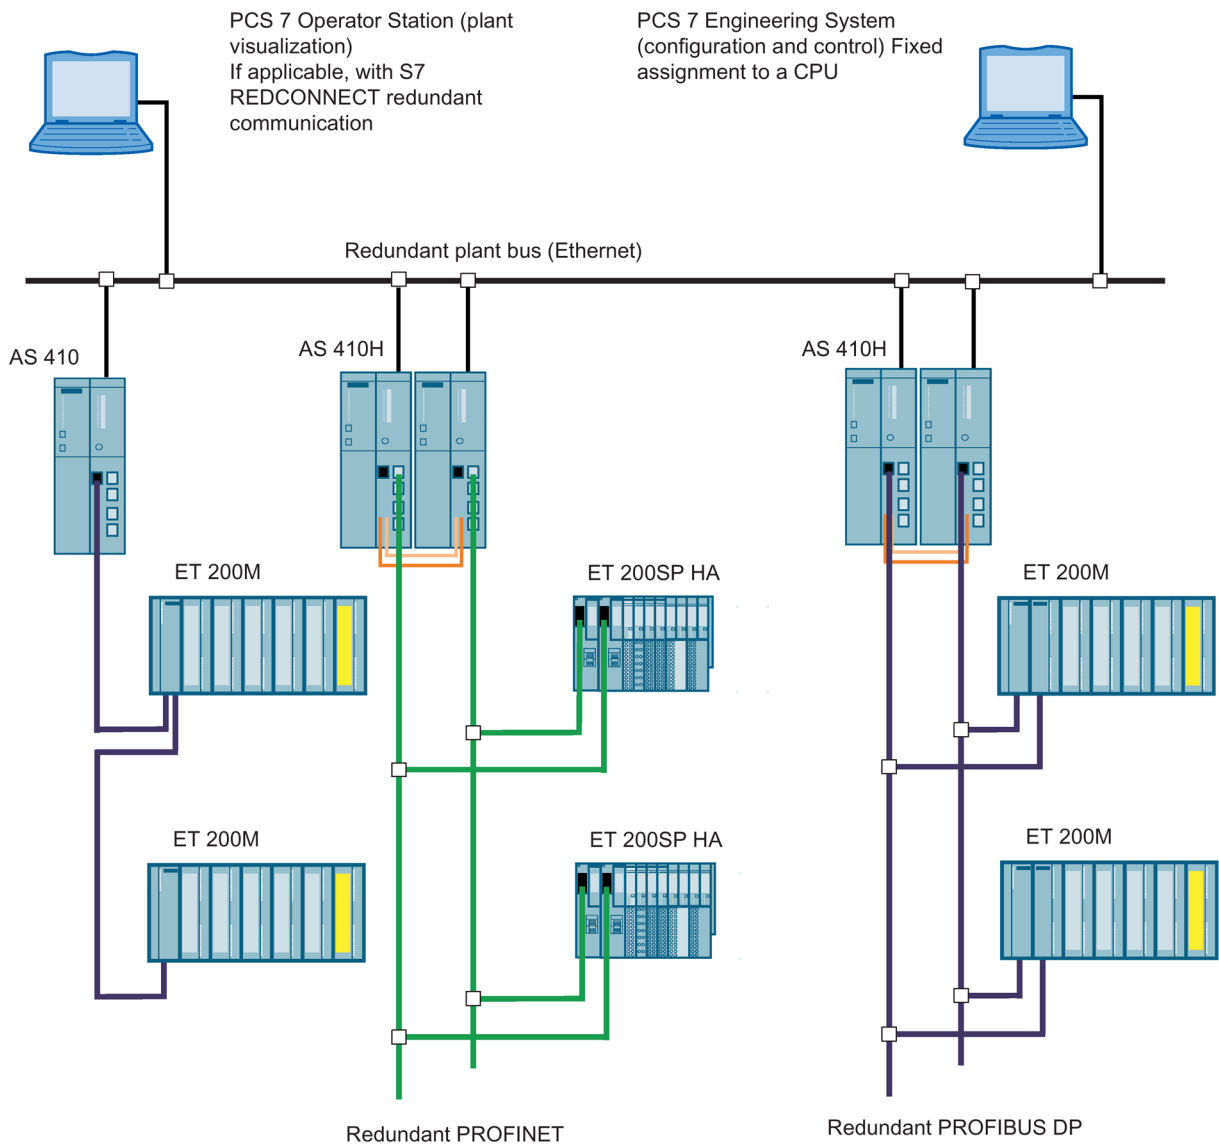 PCS 7 Operator Station (plant
visualization)
If applicable, with S7
REDCONNECT redundant
communication
PCS 7 Engineering System
(configuration and control) Fixed
assignment to a CPU
Redundant plant bus (Ethernet)
AS 410
AS 410H
AS 410H
ET 200M
ET 200SP HA
ET 200M
ET 200M
ET 200SP HA
ET 200M
Redundant PROFINET
Redundant PROFIBUS DP